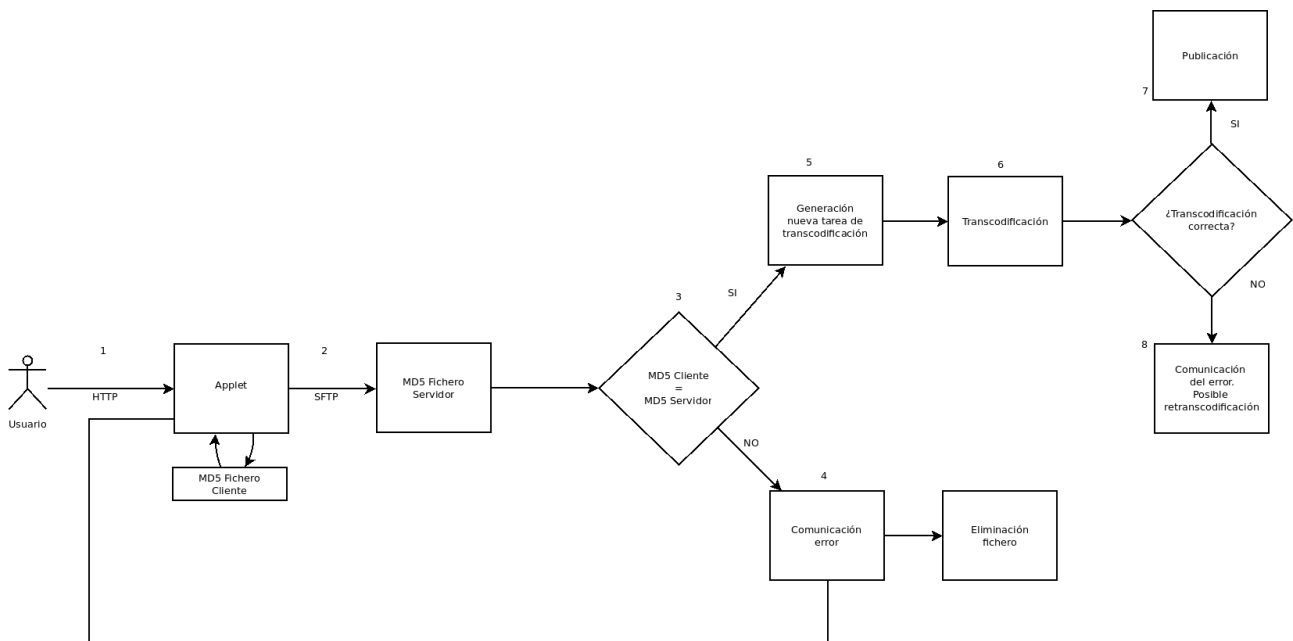 Publicación
7
SI
5
6
Generación
nueva tarea de
transcodificación
Transcodificación
¿Transcodificación
correcta?
NO
3
SI
8
Comunicación
del error.
Posible
retranscodificación
1
HTTP
Usuario
Applet
2
SFTP
MD5 Fichero
Servidor
MD5 Cliente
=
MD5 Servidor
MD5 Fichero
Cliente
NO
4
Comunicación
error
Eliminación
fichero